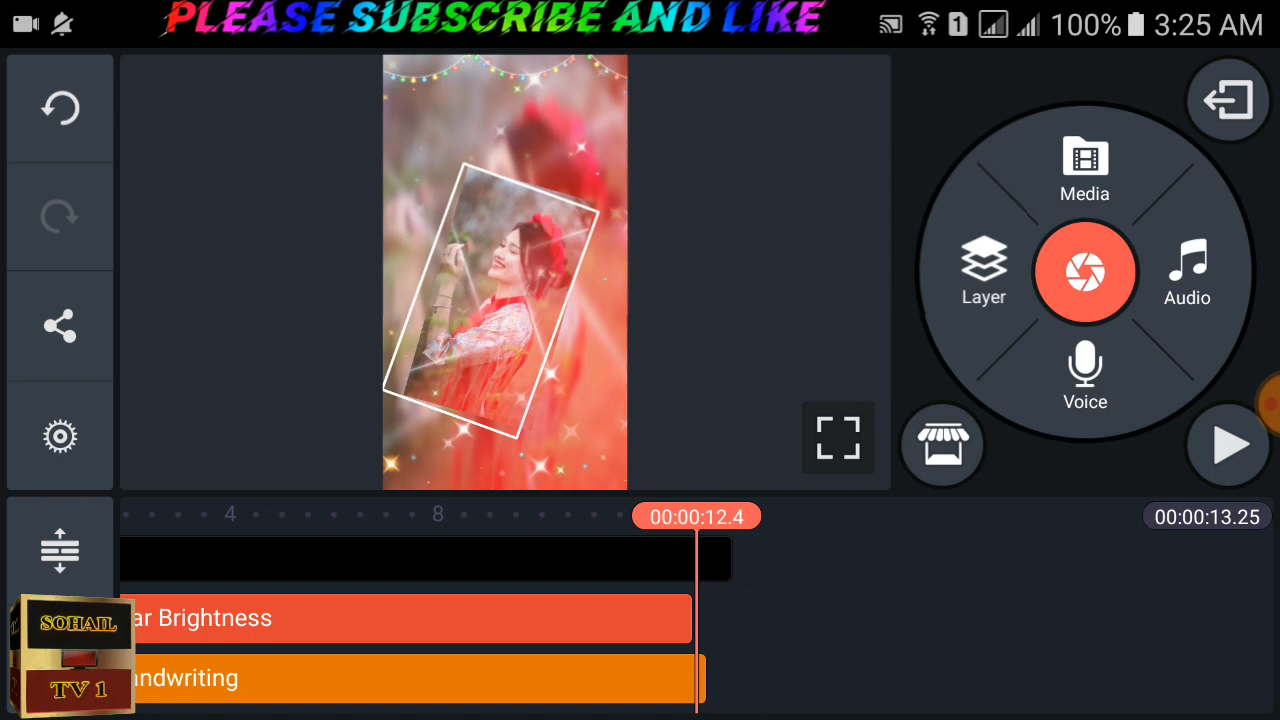 PLEASE SUBSCRIBE AND LIKE
1
100%
3:25 AM
Media
Layer
Audio
Voice
4
8
00:00:12.4
00:00:13.25
ar Brightness
andwriting
SOHAIL
TV 1